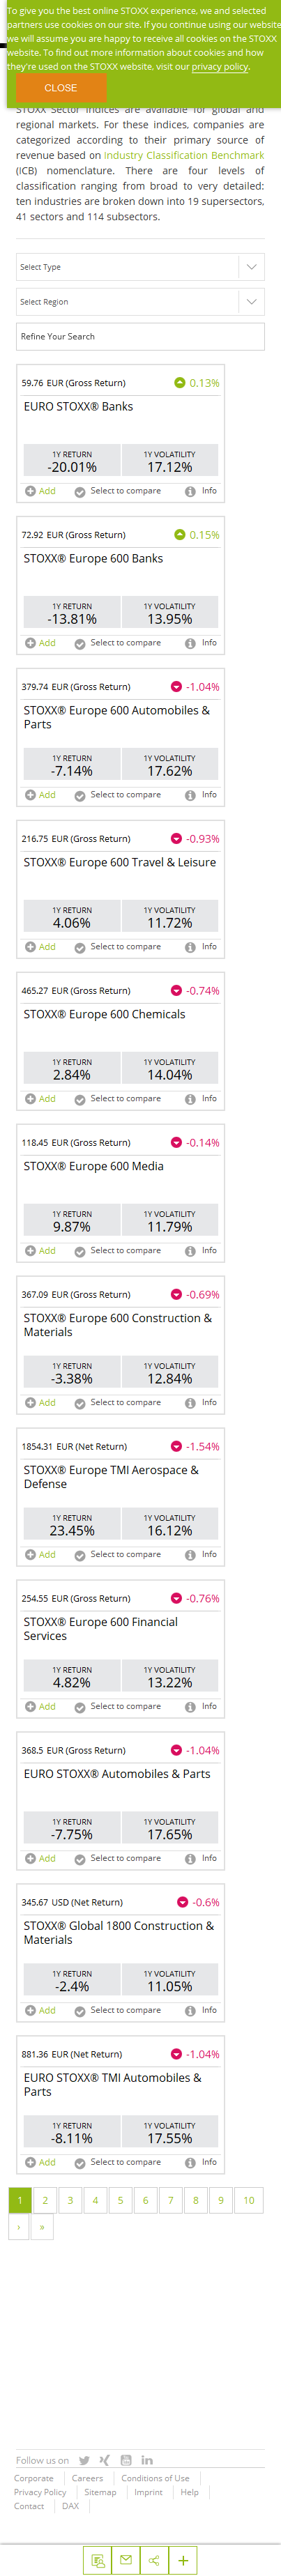 To give you the best online STOXX experience, we and selected
partners use cookies on our site. If you continue using our website
we will assume you are happy to receive all cookies on the STOXX
website. To find out more information about cookies and how
they're used on the STOXX website, visit our privacy policy.
CLOSE
STOXX Sector indices are available for global and
regional markets. For these indices, companies are
categorized according to their primary source of
revenue based on Industry Classification Benchmark
(ICB) nomenclature. There are four levels of
classification ranging from broad to very detailed:
ten industries are broken down into 19 supersectors,
41 sectors and 114 subsectors.
Select Type
Select Region
Refine Your Search
59.76 EUR (Gross Return) 0.13%
EURO STOXX® Banks
1Y RETURN 1Y VOLATILITY
-20.01% 17.12%
Add Select to compare Info
72.92 EUR (Gross Return) 0.15%
STOXX® Europe 600 Banks
1Y RETURN 1Y VOLATILITY
-13.81% 13.95%
Add Select to compare Info
379.74 EUR (Gross Return) -1.04%
STOXX® Europe 600 Automobiles &
Parts
1Y RETURN 1Y VOLATILITY
-7.14% 17.62%
Add Select to compare Info
216.75 EUR (Gross Return) -0.93%
STOXX® Europe 600 Travel & Leisure
1Y RETURN 1Y VOLATILITY
4.06% 11.72%
Add Select to compare Info
465.27 EUR (Gross Return) -0.74%
STOXX® Europe 600 Chemicals
1Y RETURN 1Y VOLATILITY
2.84% 14.04%
Add Select to compare Info
118.45 EUR (Gross Return) -0.14%
STOXX® Europe 600 Media
1Y RETURN 1Y VOLATILITY
9.87% 11.79%
Add Select to compare Info
367.09 EUR (Gross Return) -0.69%
STOXX® Europe 600 Construction &
Materials
1Y RETURN 1Y VOLATILITY
-3.38% 12.84%
Add Select to compare Info
1854.31 EUR (Net Return) -1.54%
STOXX® Europe TMI Aerospace &
Defense
1Y RETURN 1Y VOLATILITY
23.45% 16.12%
Add Select to compare Info
254.55 EUR (Gross Return) -0.76%
STOXX® Europe 600 Financial
Services
1Y RETURN 1Y VOLATILITY
4.82% 13.22%
Add Select to compare Info
368.5 EUR (Gross Return) -1.04%
EURO STOXX® Automobiles & Parts
1Y RETURN 1Y VOLATILITY
-7.75% 17.65%
Add Select to compare Info
345.67 USD (Net Return) -0.6%
STOXX® Global 1800 Construction &
Materials
1Y RETURN 1Y VOLATILITY
-2.4% 11.05%
Add Select to compare Info
881.36 EUR (Net Return) -1.04%
EURO STOXX® TMI Automobiles &
Parts
1Y RETURN 1Y VOLATILITY
-8.11% 17.55%
Add Select to compare Info
1 2 3 4 5 6 7 8 9 10
› »
Follow us on
Corporate Careers Conditions of Use
Privacy Policy Sitemap Imprint Help
Contact DAX